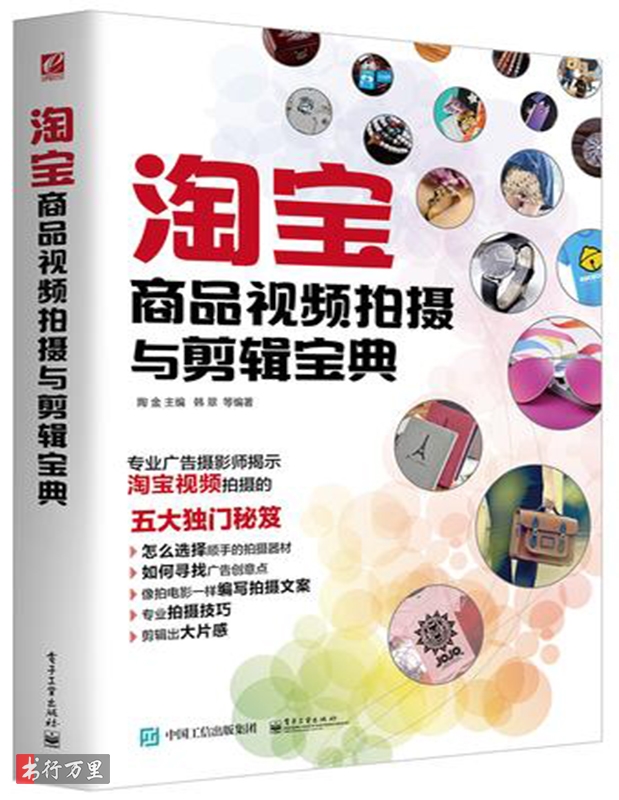 淘宝
商品视频拍摄与剪辑宝典
电子工业出版社
淘宝
商品视频拍摄
与剪辑宝典
陶金 主编 韩翠 等编著
专业广告摄影师揭示
淘宝视频拍摄的
五大独门秘笈
怎么选择顺手的拍摄器材
如何寻找广告创意点
像拍电影一样编写拍摄文案
专业拍摄技巧
剪辑出大片感
JOJO
中国工信出版集团
电子工业出版社
书行万里